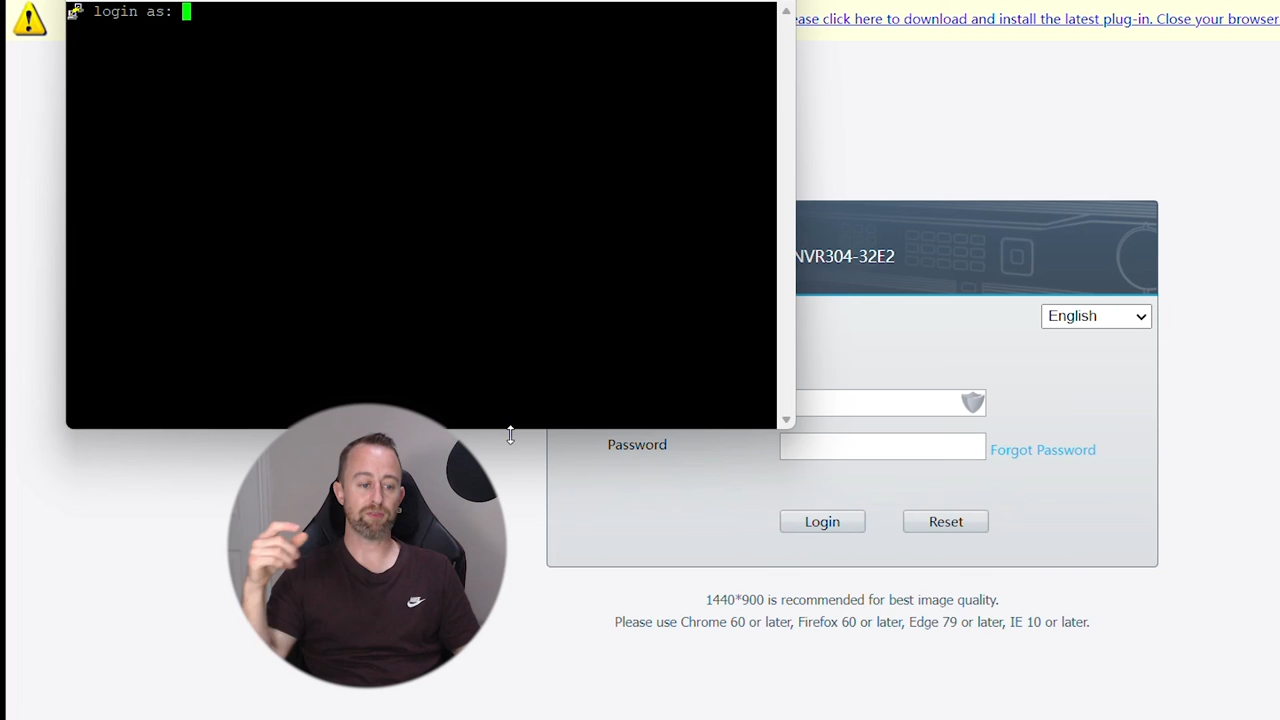 login as:
ease click here to download and install the latest plug-in. Close your browser
NVR304-32E2
English
Password
Forgot Password
Login
Reset
1440*900 is recommended for best image quality.
Please use Chrome 60 or later, Firefox 60 or later, Edge 79 or later, IE 10 or later.